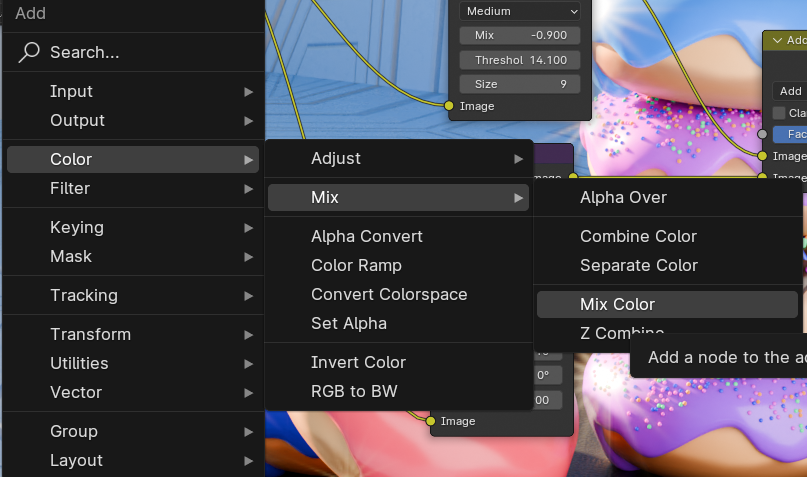 Add
Search...
Input
Output
Color
Filter
Keying
Mask
Tracking
Transform
Utilities
Vector
Group
Layout
Adjust
Mix
Alpha Convert
Color Ramp
Convert Colorspace
Set Alpha
Invert Color
RGB to BW
Alpha Over
Combine Color
Separate Color
Mix Color
Z Combine
Add a node to the
Medium
Mix -0.900
Threshol 14.100
Size 9
Image
Add
Add
Fac
Image
0°
00
Image